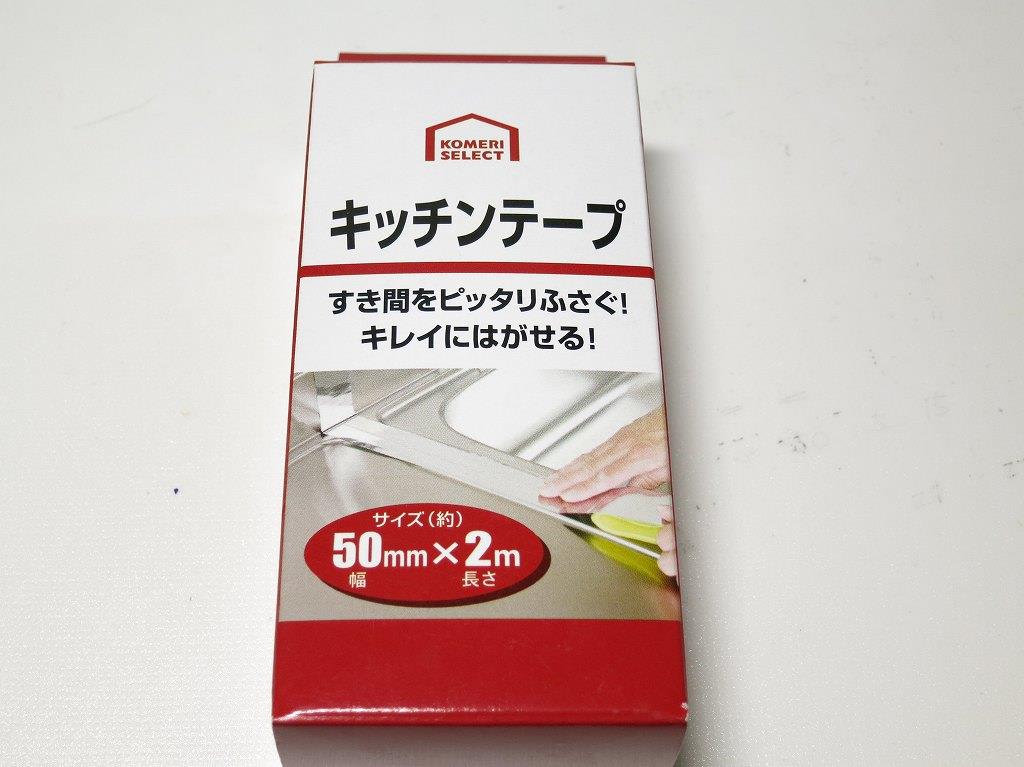 KOMERI
SELECT
キッチンテープ
すき間をピッタリふさぐ!
キレイにはがせる!
サイズ(約)
50mm×2m
幅 長さ